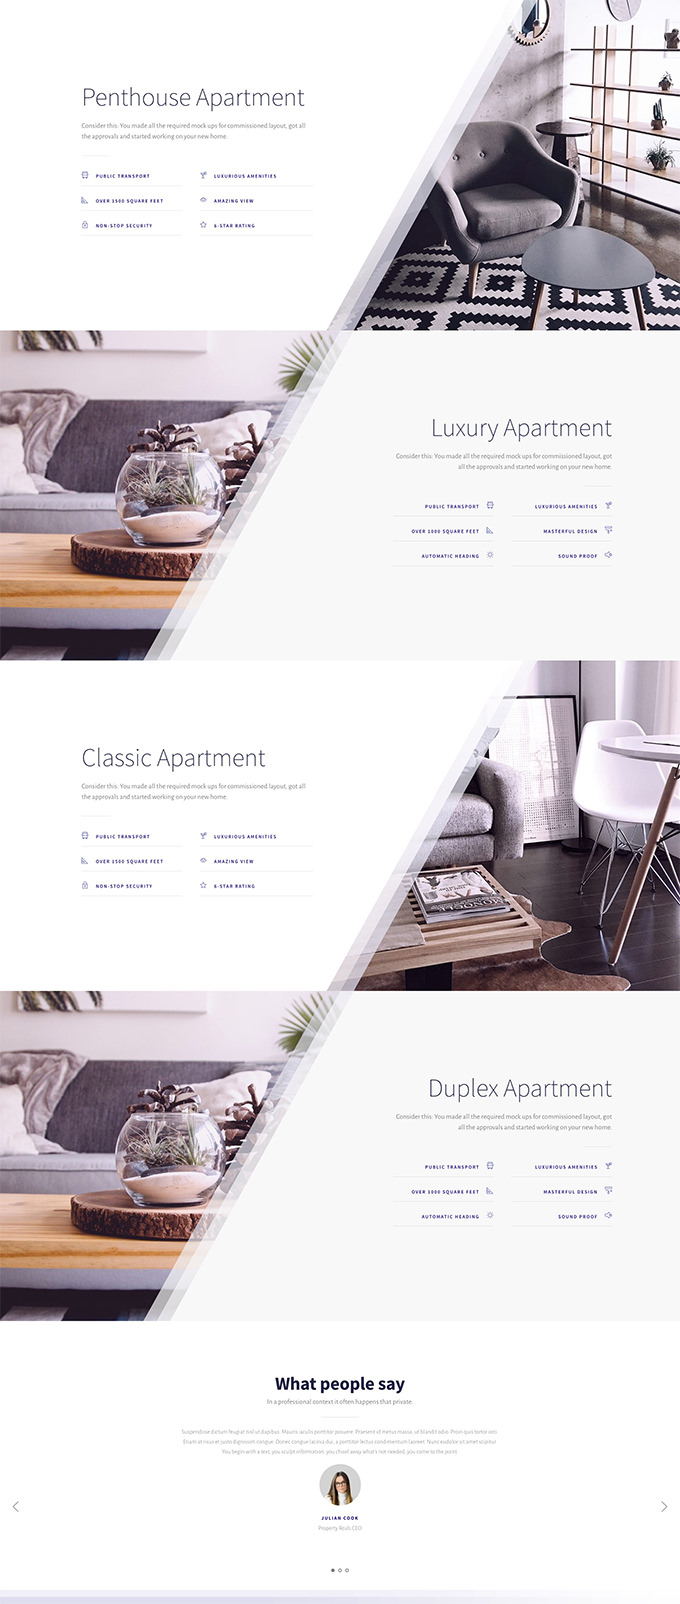 Penthouse Apartment
Consider this: You made all the required mock ups for commissioned layout, got all
the approvals and started working on your new home.
PUBLIC TRANSPORT
LUXURIOUS AMENITIES
OVER 1500 SQUARE FEET
AMAZING VIEW
NON-STOP SECURITY
6-STAR RATING
Luxury Apartment
Consider this: You made all the required mock ups for commissioned layout, got
all the approvals and started working on your new home.
PUBLIC TRANSPORT
LUXURIOUS AMENITIES
OVER 1000 SQUARE FEET
MASTERFUL DESIGN
AUTOMATIC HEADING
SOUND PROOF
Classic Apartment
Consider this: You made all the required mock ups for commissioned layout, got all
the approvals and started working on your new home.
PUBLIC TRANSPORT
LUXURIOUS AMENITIES
OVER 1500 SQUARE FEET
AMAZING VIEW
NON-STOP SECURITY
6-STAR RATING
MONOCLE
Duplex Apartment
Consider this: You made all the required mock ups for commissioned layout, got
all the approvals and started working on your new home.
PUBLIC TRANSPORT
LUXURIOUS AMENITIES
OVER 1000 SQUARE FEET
MASTERFUL DESIGN
AUTOMATIC HEADING
SOUND PROOF
What people say
In a professional context it often happens that private
Suspendisse dictum feugiat nisl ut dapibus. Mauris iaculis porttitor posuere. Praesent id metus massa, ut blandit odio. Proin quis tortor orci.
Etiam at risus et justo dignissim congue. Donec congue lacinia dui, a porttitor lectus condimentum laoreet. Nunc eu
You begin with a text, you sculpt information, you chisel away what's not needed, you come to the point
JULIAN COOK
CEO